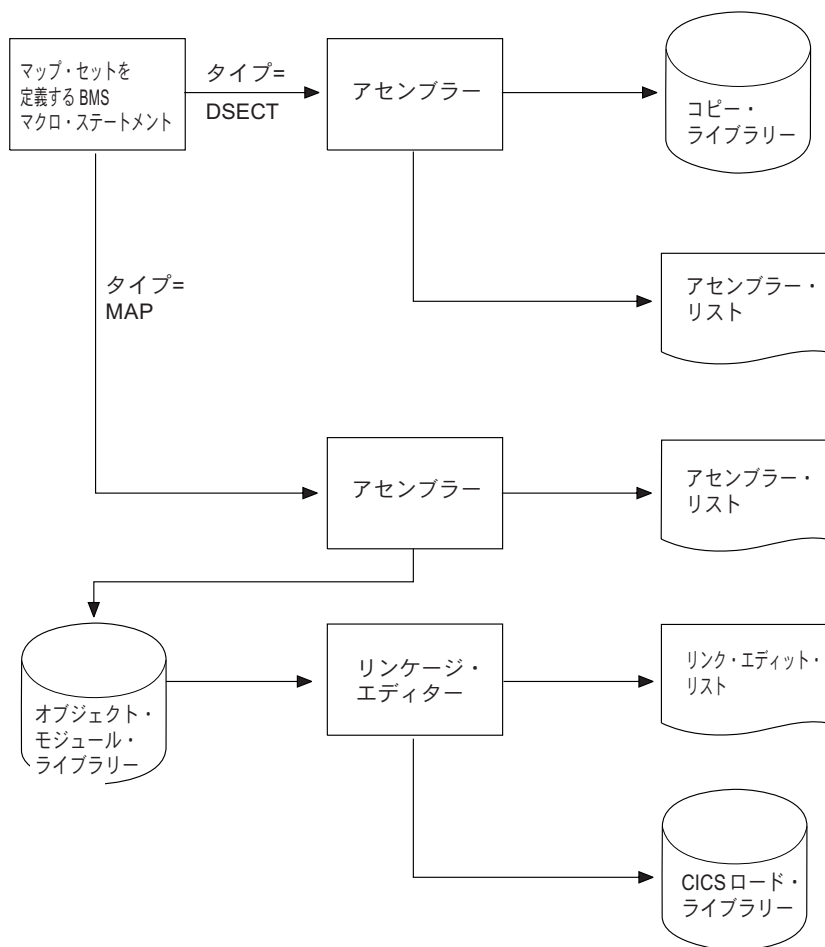 マップ・セットを
定義する BMS
マクロ・ステートメント
タイプ=
DSECT
アセンブラー
コピー・
ライブラリー
タイプ=
MAP
アセンブラー・
リスト
アセンブラー
アセンブラー・
リスト
オブジェクト・
モジュール・
ライブラリー
リンケージ・
エディター
リンク・エディット・
リスト
CICS ロード・
ライブラリー